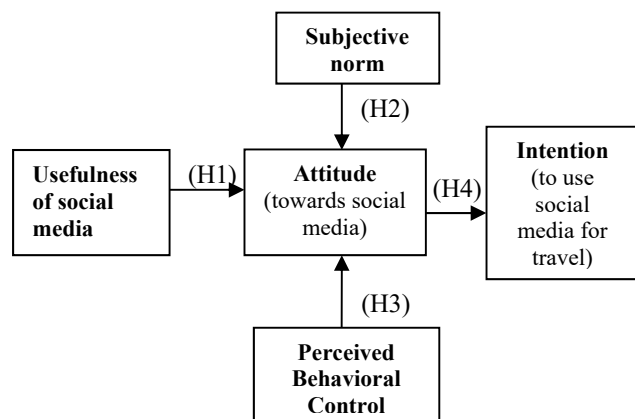 Subjective
norm
(H2)
Usefulness
of social
media
(H1)
Attitude
(towards social
media)
(H4)
Intention
(to use
social
media for
travel)
(H3)
Perceived
Behavioral
Control